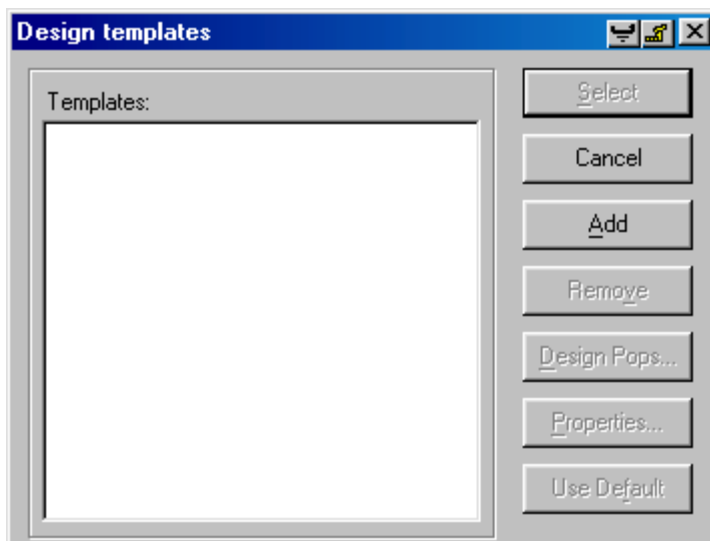 Design templates
Templates:
Select
Cancel
Add
Remove
Design Pops...
Properties...
Use Default